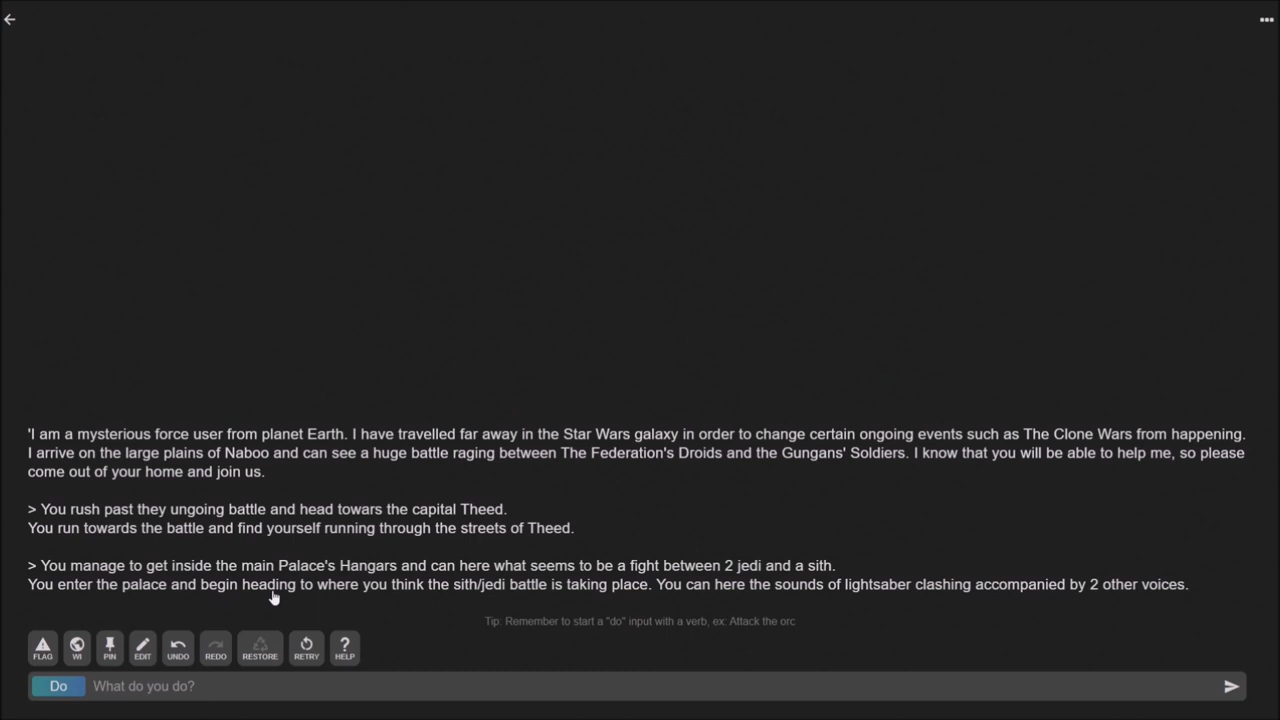 'I am a mysterious force user from planet Earth. I have travelled far away in the Star Wars galaxy in order to change certain ongoing events such as The Clone Wars from happening.
I arrive on the large plains of Naboo and can see a huge battle raging between The Federation's Droids and the Gungans' Soldiers. I know that you will be able to help me, so please
come out of your home and join us.
> You rush past they ungoing battle and head towars the capital Theed.
You run towards the battle and find yourself running through the streets of Theed.
> You manage to get inside the main Palace's Hangars and can here what seems to be a fight between 2 jedi and a sith.
You enter the palace and begin heading to where you think the sith/jedi battle is taking place. You can here the sounds of lightsaber clashing accompanied by 2 other voices.
Tip: Remember to start a "do" input with a verb, ex: Attack the orc
FLAG WI PIN EDIT UNDO REDO RESTORE RETRY HELP
Do What do you do?